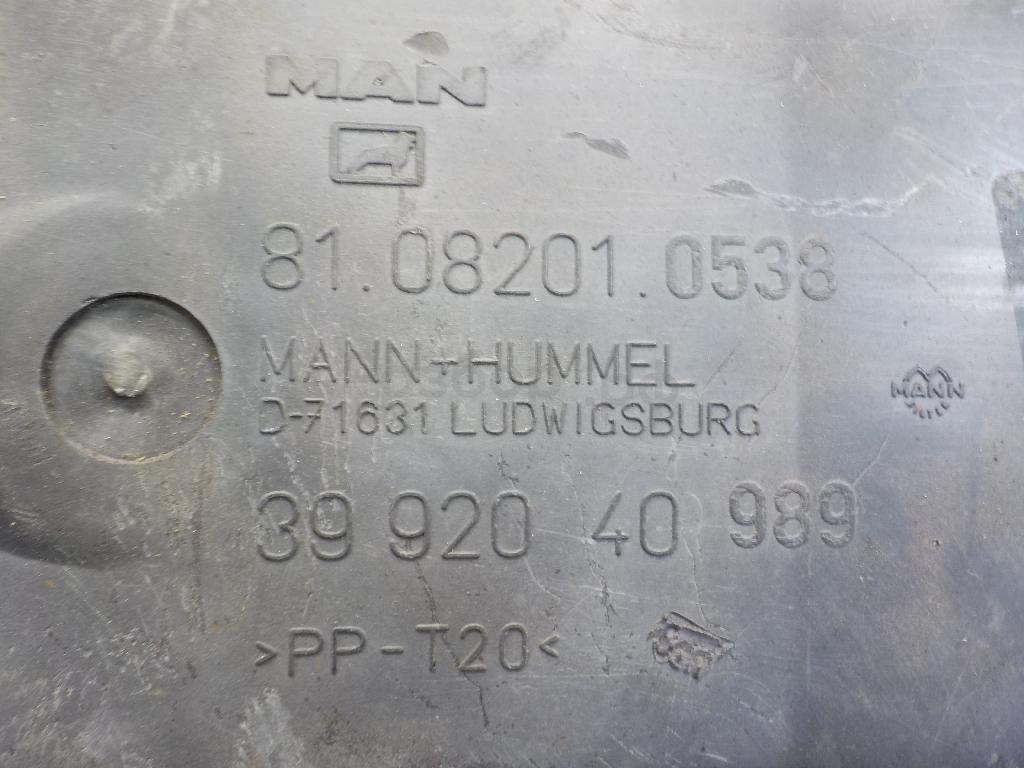 MAN
81.08201.0538
MANN+HUMMEL
MANN
D-71631 LUDWIGSBURG
39 920 40 989
>PP-T20<